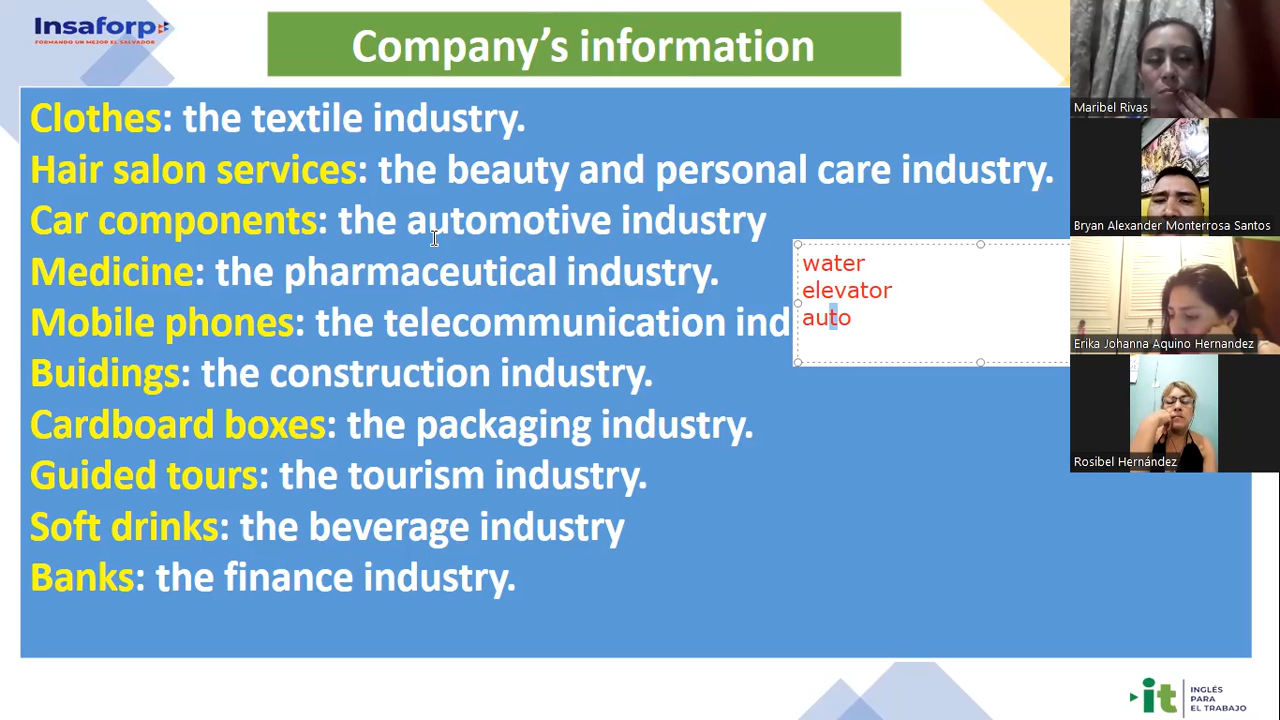 Insaforp
FORMANDO UN MEJOR EL SALVADOR
Company's information
Clothes: the textile industry.
Hair salon services: the beauty and personal care industry.
Car components: the automotive industry
Medicine: the pharmaceutical industry.
Mobile phones: the telecommunication ind
Buidings: the construction industry.
Cardboard boxes: the packaging industry.
Guided tours: the tourism industry.
Soft drinks: the beverage industry
Banks: the finance industry.
water
elevator
auto
Maribel Rivas
Bryan Alexander Monterrosa Santos
Erika Johanna Aquino Hernandez
Rosibel Hernández
it
INGLÉS
PARA
EL TRABAJO